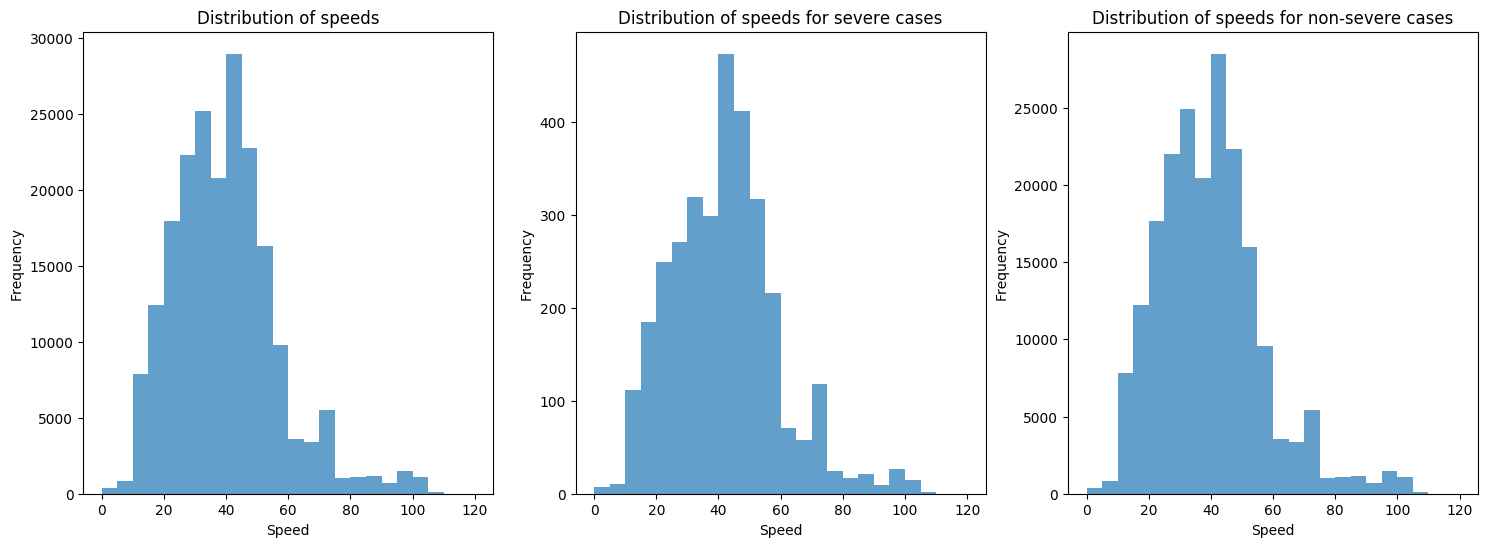 Distribution of speeds
30000
25000
20000
15000
10000
5000
0
Frequency
0 20 40 60 80 100 120
Speed
Distribution of speeds for severe cases
400
300
200
100
0
Frequency
0 20 40 60 80 100 120
Speed
Distribution of speeds for non-severe cases
25000
20000
15000
10000
5000
0
Frequency
0 20 40 60 80 100 120
Speed